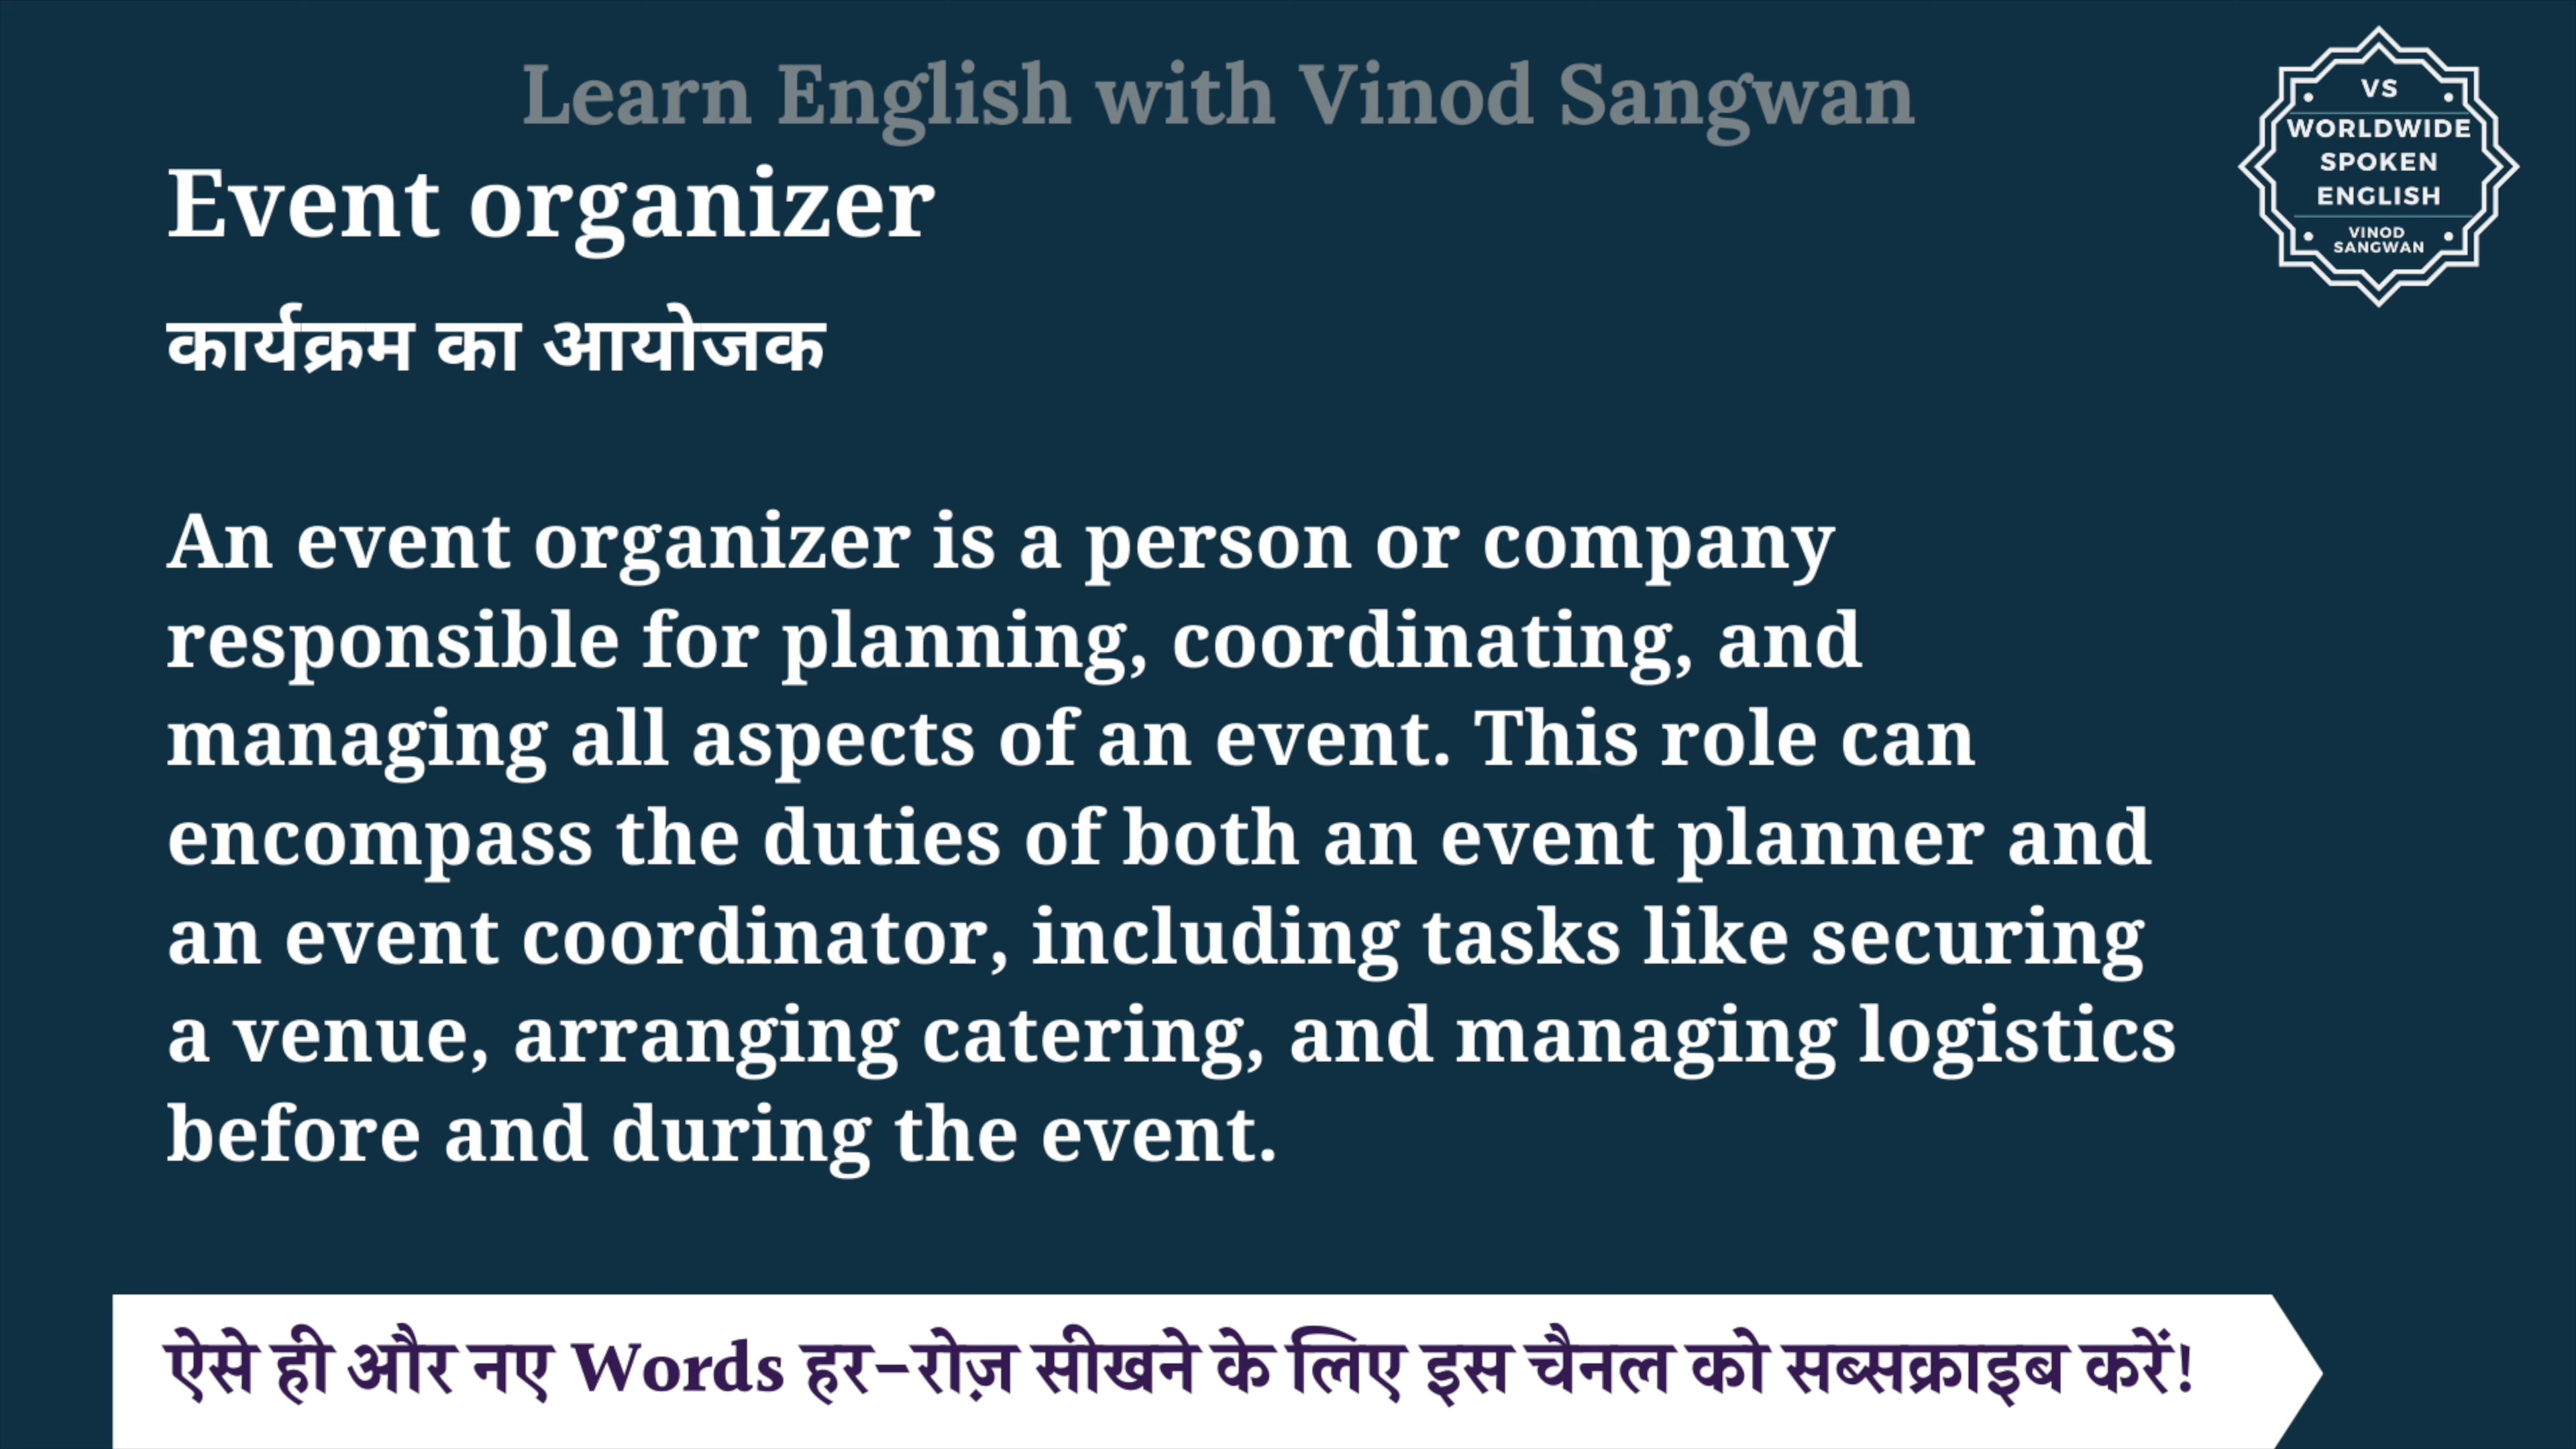 Learn English with Vinod Sangwan
VS
WORLDWIDE
SPOKEN
ENGLISH
VINOD
SANGWAN
Event organizer
कार्यक्रम का आयोजक
An event organizer is a person or company
responsible for planning, coordinating, and
managing all aspects of an event. This role can
encompass the duties of both an event planner and
an event coordinator, including tasks like securing
a venue, arranging catering, and managing logistics
before and during the event.
ऐसे ही और नए Words हर-रोज़ सीखने के लिए इस चैनल को सब्सक्राइब करें!